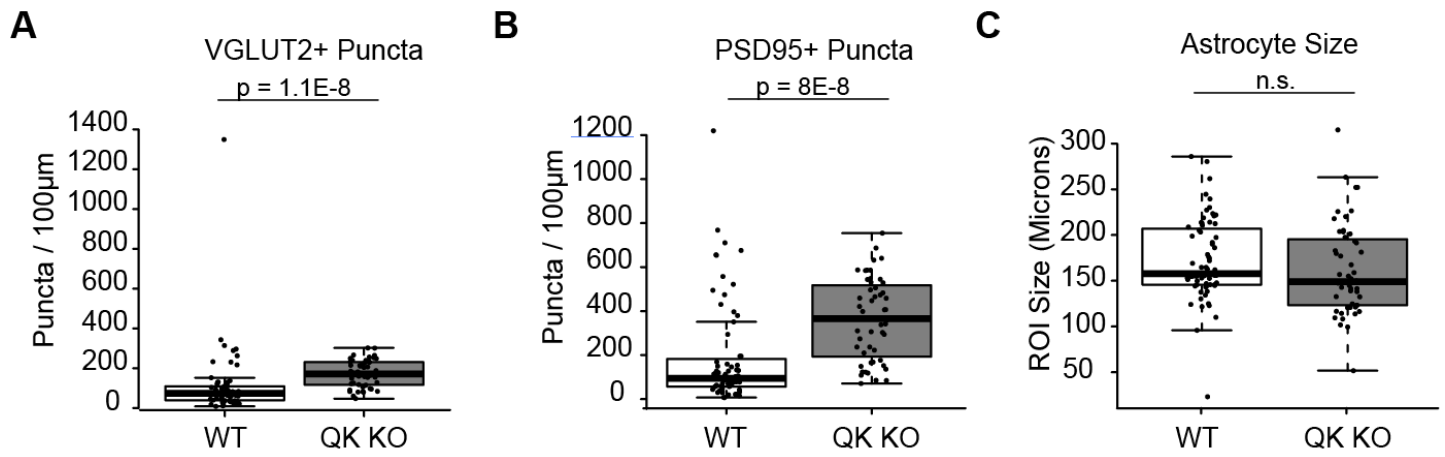 A
VGLUT2+ Puncta
p = 1.1E-8
Puncta / 100µm
1400
1200
1000
800
600
400
200
0
WT
QK KO
B
PSD95+ Puncta
p = 8E-8
Puncta / 100µm
1200
800
600
400
200
0
WT
QK KO
C
Astrocyte Size
n.s.
ROI Size (Microns)
300
250
200
150
100
50
WT
QK KO